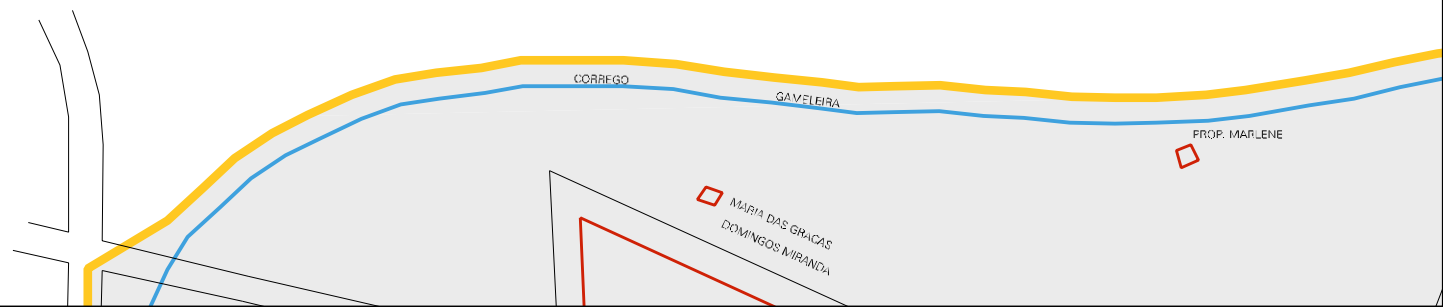 CORREGO
GAMELEIRA
PROP. MARLENE
MARIA DAS GRACAS
DOMINGOS MIRANDA